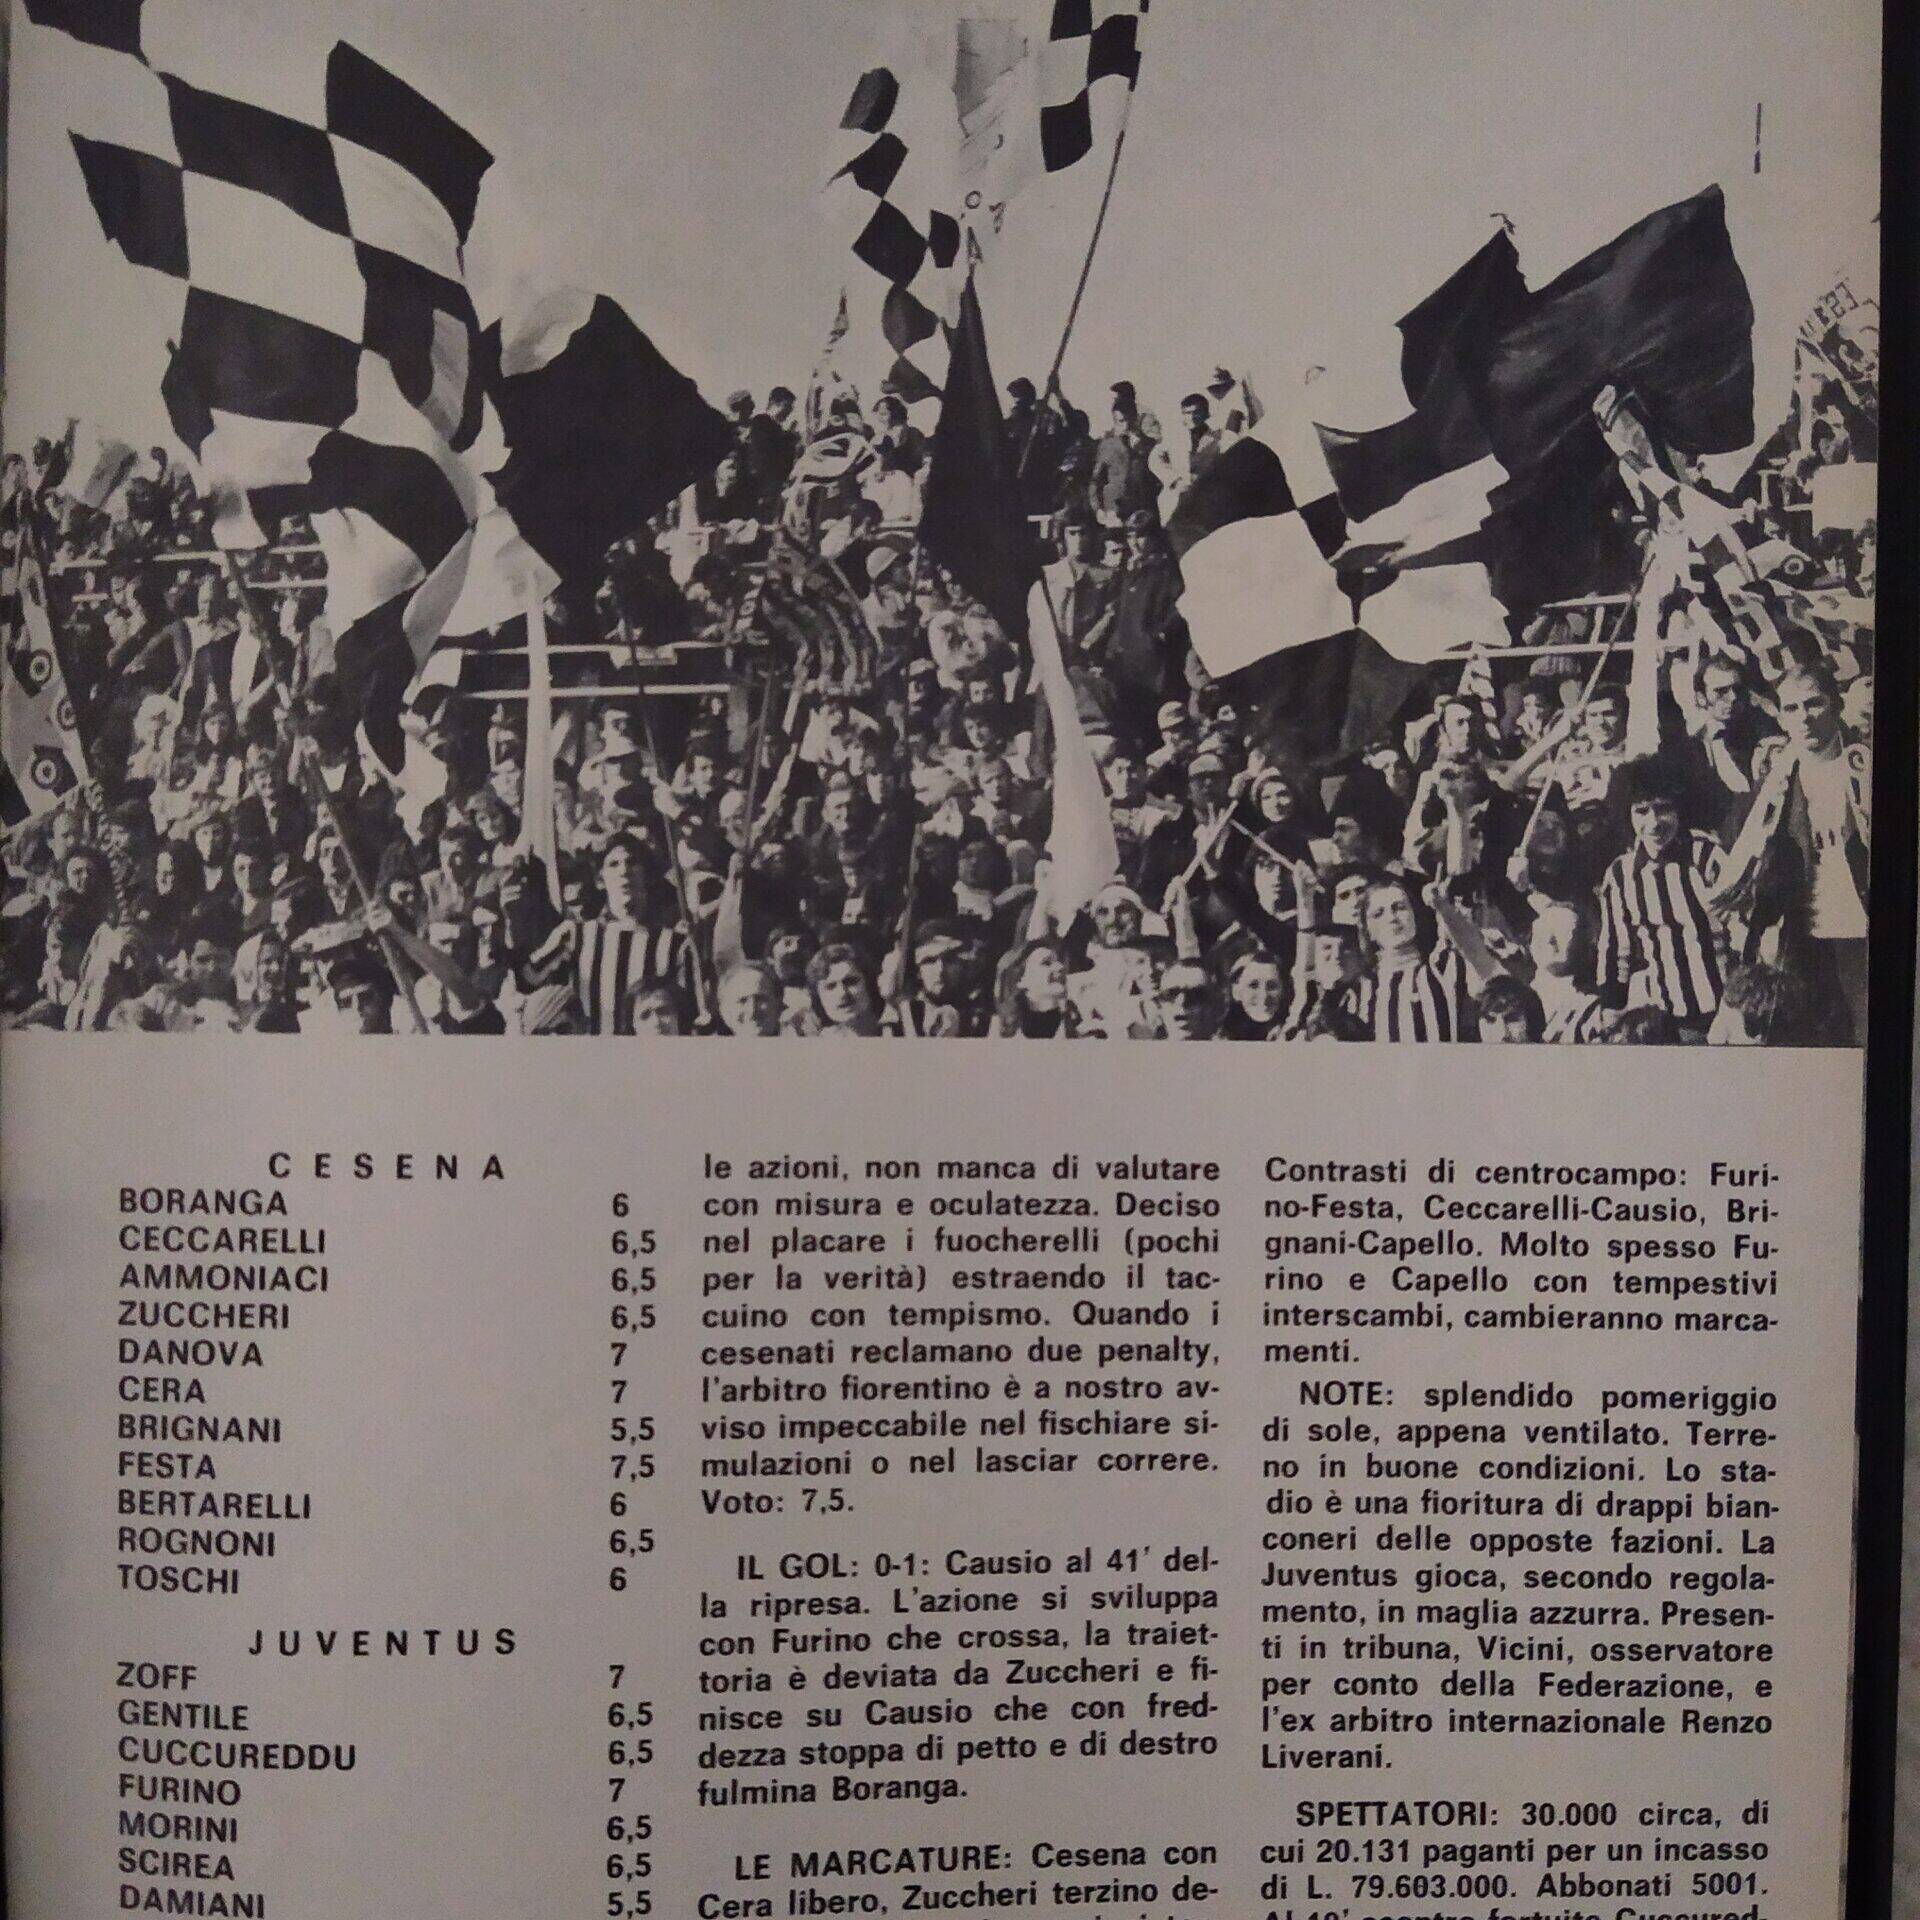 CESENA
BORANGA 6
CECCARELLI 6,5
AMMONIACI 6,5
ZUCCHERI 6,5
DANOVA 7
CERA 7
BRIGNANI 5,5
FESTA 7,5
BERTARELLI 6
ROGNONI 6,5
TOSCHI 6
JUVENTUS
ZOFF 7
GENTILE 6,5
CUCCUREDDU 6,5
FURINO 7
MORINI 6,5
SCIREA 6,5
DAMIANI 5,5
le azioni, non manca di valutare
con misura e oculatezza. Deciso
nel placare i fuocherelli (pochi
per la verità) estraendo il tac-
cuino con tempismo. Quando i
cesenati reclamano due penalty,
l'arbitro fiorentino è a nostro av-
viso impeccabile nel fischiare si-
mulazioni o nel lasciar correre.
Voto: 7,5.
IL GOL: 0-1: Causio al 41' del-
la ripresa. L'azione si sviluppa
con Furino che crossa, la traiet-
toria è deviata da Zuccheri e fi-
nisce su Causio che con fred-
dezza stoppa di petto e di destro
fulmina Boranga.
LE MARCATURE: Cesena con
Cera libero, Zuccheri terzino de-
Contrasti di centrocampo: Furi-
no-Festa, Ceccarelli-Causio, Bri-
gnani-Capello. Molto spesso Fu-
rino e Capello con tempestivi
interscambi, cambieranno marca-
menti.
NOTE: splendido pomeriggio
di sole, appena ventilato. Terre-
no in buone condizioni. Lo sta-
dio è una fioritura di drappi bian-
coneri delle opposte fazioni. La
Juventus gioca, secondo regola-
mento, in maglia azzurra. Presen-
ti in tribuna, Vicini, osservatore
per conto della Federazione, e
l'ex arbitro internazionale Renzo
Liverani.
SPETTATORI: 30.000 circa, di
cui 20.131 paganti per un incasso
di L. 79.603.000. Abbonati 5001.